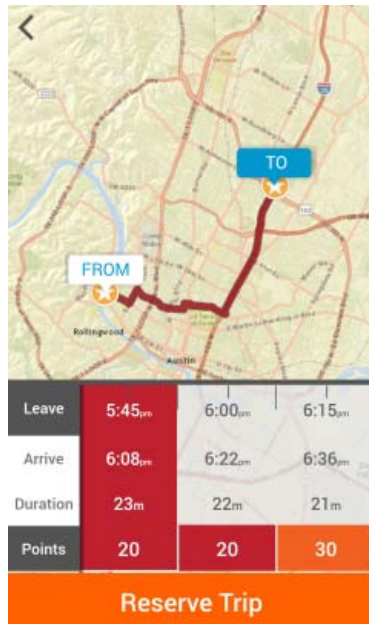 TO
FROM
Rollingwood
Austin
Leave 5:45pm 6:00pm 6:15pm
Arrive 6:08pm 6:22pm 6:36pm
Duration 23m 22m 21m
Points 20 20 30
Reserve Trip